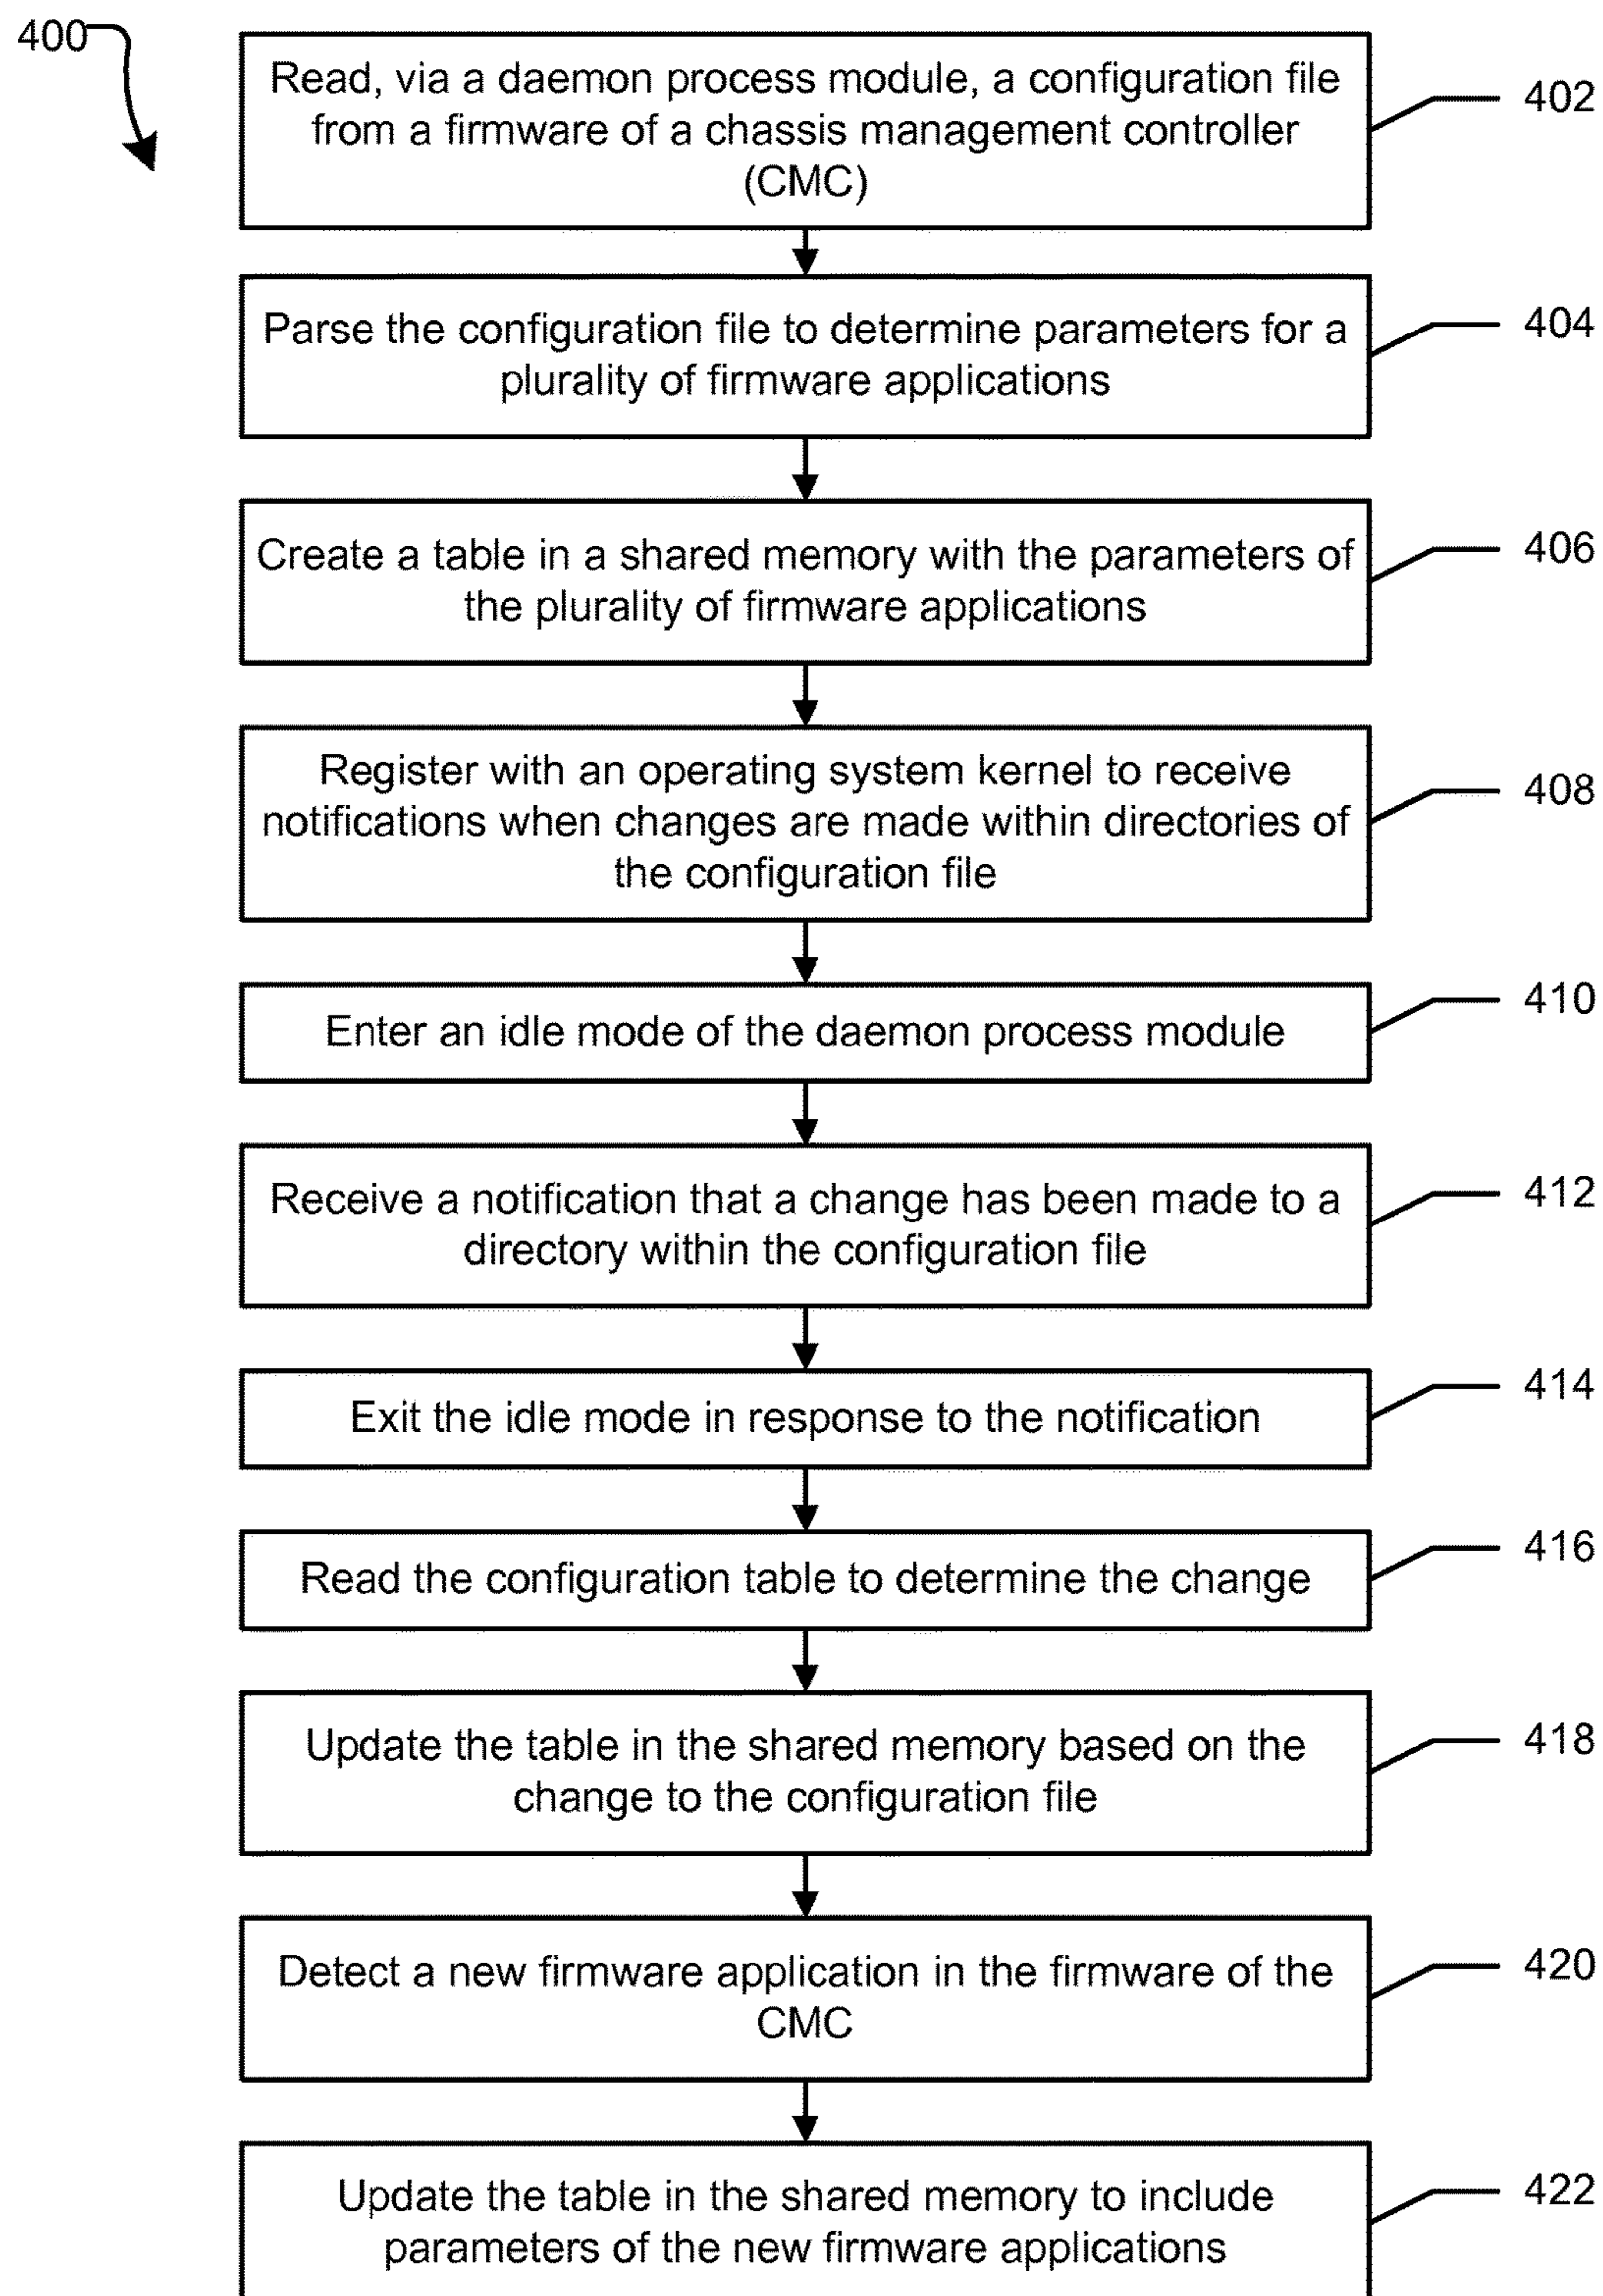 400
Read, via a daemon process module, a configuration file
from a firmware of a chassis management controller
(CMC)
402
Parse the configuration file to determine parameters for a
plurality of firmware applications
404
Create a table in a shared memory with the parameters of
the plurality of firmware applications
406
Register with an operating system kernel to receive
notifications when changes are made within directories of
the configuration file
408
Enter an idle mode of the daemon process module
410
Receive a notification that a change has been made to a
directory within the configuration file
412
Exit the idle mode in response to the notification
414
Read the configuration table to determine the change
416
Update the table in the shared memory based on the
change to the configuration file
418
Detect a new firmware application in the firmware of the
CMC
420
Update the table in the shared memory to include
parameters of the new firmware applications
422